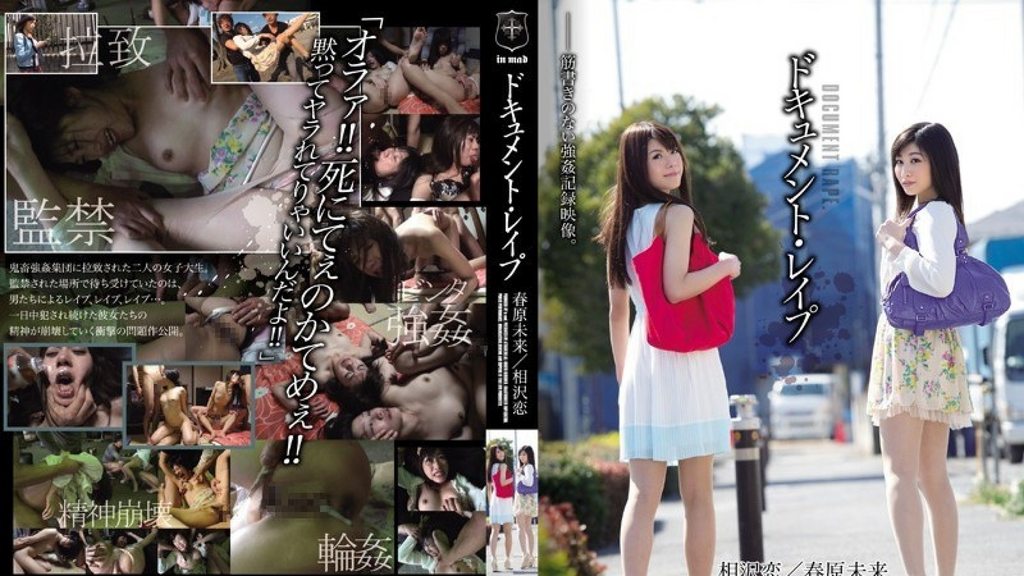 拉致
監禁
「オラァ!!死にてぇのかてめぇ!!
黙ってヤラれてりゃいいんだよ!!」
鬼畜強姦集団に拉致された二人の女子大生。
監禁された場所で待ち受けていたのは、
男たちによるレイプ、レイプ、レイプ…。
一日中犯され続けた彼女たちの
精神が崩壊していく衝撃の問題作公開。
ビンタ
強姦
精神崩壊
輪姦
in mad
ドキュメント・レイプ
春原未来/相沢恋
筋書きのない強姦記録映像。
DOCUMENT RAPE.
ドキュメント・レイプ
相沢恋/春原未来